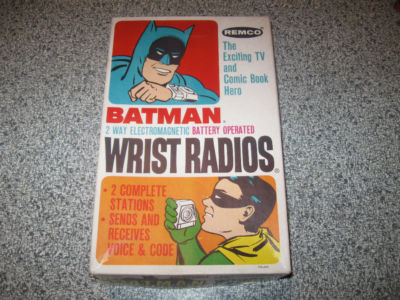 REMCO
The
Exciting TV
and
Comic Book
Hero
BATMAN
2 WAY ELECTROMAGNETIC BATTERY OPERATED
WRIST RADIOS
• 2 COMPLETE
STATIONS
• SENDS AND
RECEIVES
VOICE & CODE